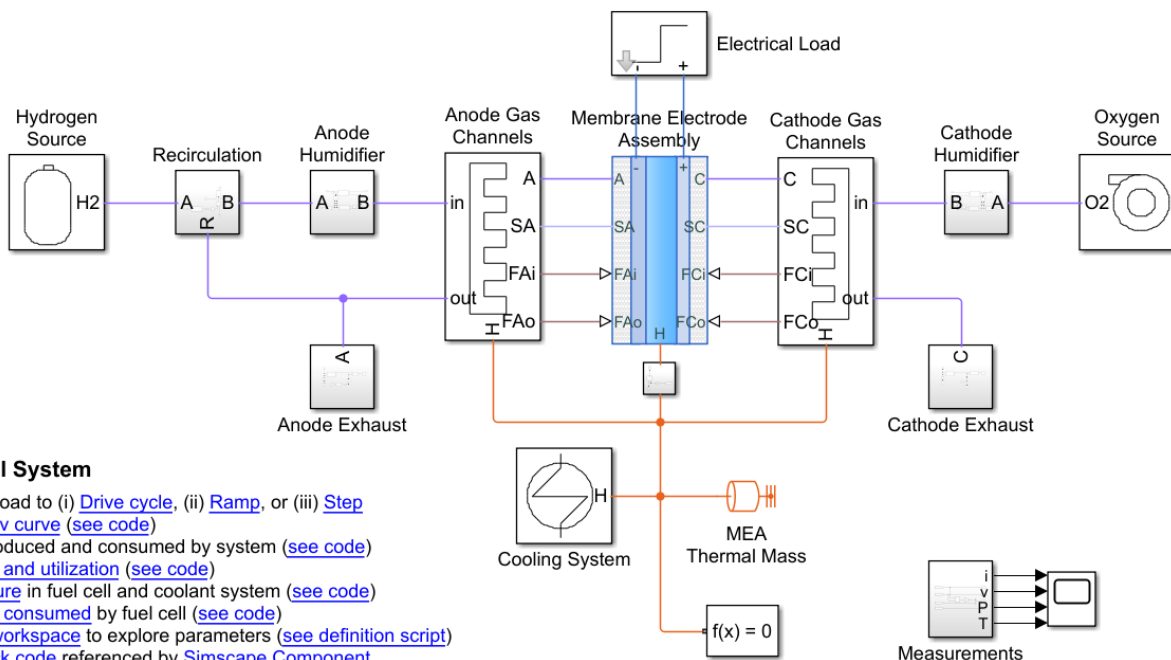 Electrical Load
-
+
Hydrogen
Source
H2
Recirculation
A
B
R
Anode
Humidifier
A
B
Anode Gas
Channels
in
out
A
SA
FAi
FAo
H
Membrane Electrode
Assembly
-
+
A
SA
FAi
FAo
C
SC
FCi
FCo
H
Cathode Gas
Channels
C
SC
FCi
FCo
in
out
H
Cathode
Humidifier
B
A
Oxygen
Source
O2
A
Anode Exhaust
C
Cathode Exhaust
H
Cooling System
MEA
Thermal Mass
f(x) = 0
i
v
P
T
Measurements
l System
oad to (i) Drive cycle, (ii) Ramp, or (iii) Step
v curve (see code)
oduced and consumed by system (see code)
and utilization (see code)
ure in fuel cell and coolant system (see code)
consumed by fuel cell (see code)
workspace to explore parameters (see definition script)
k code referenced by Simscape Component